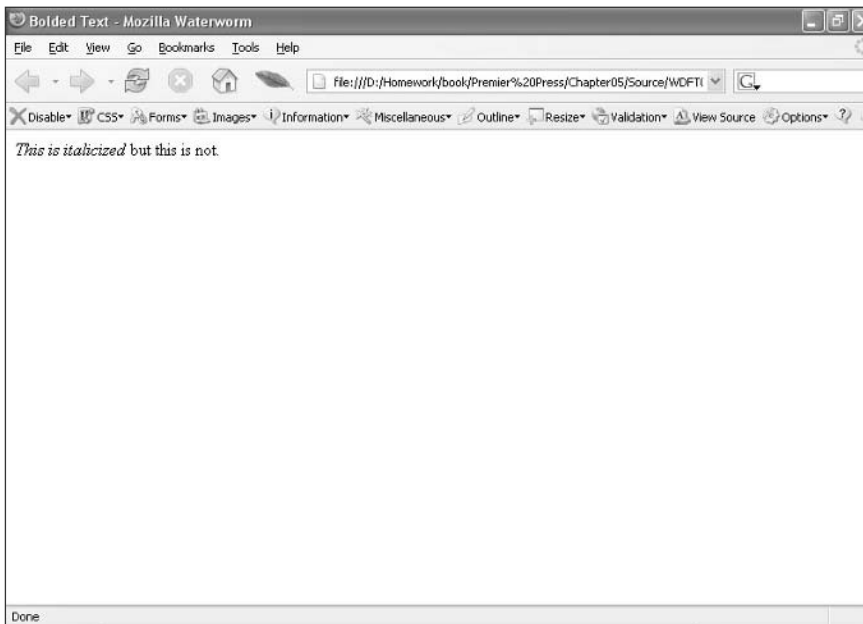 Bolded Text - Mozilla Waterworm
File Edit View Go Bookmarks Tools Help
file:///D:/Homework/book/Premier%20Press/Chapter05/Source/WDFT( G
Disable CSS Forms Images Information Miscellaneous Outline Resize Validation View Source Options ?
This is italicized but this is not.
Done